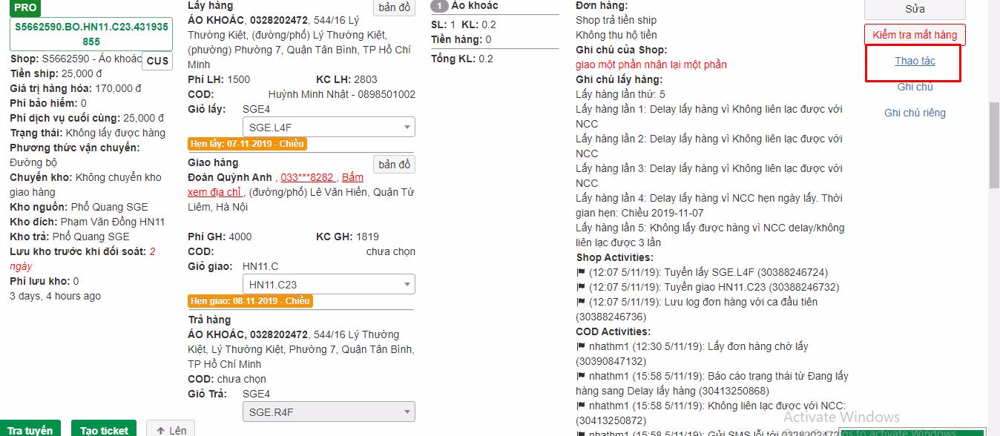 PRO
S5662590.BO.HN11.C23.431935
855
Shop: S5662590 - Áo khoác CUS
Tiền ship: 25,000 đ
Giá trị hàng hóa: 170,000 đ
Phí bảo hiểm: 0
Phí dịch vụ cuối cùng: 25,000 đ
Trạng thái: Không lấy được hàng
Phương thức vận chuyển:
Đường bộ
Chuyển kho: Không chuyển kho
giao hàng
Kho nguồn: Phổ Quang SGE
Kho đích: Phạm Văn Đồng HN11
Kho trả: Phổ Quang SGE
Lưu kho trước khi đối soát: 2
ngày
Phí lưu kho: 0
3 days, 4 hours ago
Tra tuyến
Tạo ticket
Lên
Lấy hàng
bản đồ
ÁO KHOÁC, 0328202472, 544/16 Lý
Thường Kiệt, (đường/phố) Lý Thường Kiệt,
(phường) Phường 7, Quận Tân Bình, TP Hồ Chí
Minh
Phí LH: 1500 KC LH: 2803
COD: Huỳnh Minh Nhật - 0898501002
Giỏ lấy: SGE4
SGE.L4F
Hẹn lấy: 07-11-2019 - Chiều
Giao hàng
bản đồ
Đoàn Quỳnh Anh , 033***8282 , Bấm
xem địa chỉ , (đường/phố) Lê Văn Hiến, Quận Từ
Liêm, Hà Nội
Phí GH: 4000 KC GH: 1819
COD: chưa chọn
Giỏ giao: HN11.C
HN11.C23
Hẹn giao: 08-11-2019 - Chiều
Trả hàng
ÁO KHOÁC, 0328202472, 544/16 Lý Thường
Kiệt, Lý Thường Kiệt, Phường 7, Quận Tân Bình,
TP Hồ Chí Minh
COD: chưa chọn
Giỏ Trả: SGE4
SGE.R4F
1 Áo khoác
SL: 1 KL: 0.2
Tiền hàng: 0
Tổng KL: 0.2
Đơn hàng:
Shop trả tiền ship
Không thu hộ tiền
Ghi chú của Shop:
giao một phần nhận lại một phần
Ghi chú lấy hàng:
Lấy hàng lần thứ: 5
Lấy hàng lần 1: Delay lấy hàng vì Không liên lạc được với
NCC
Lấy hàng lần 2: Delay lấy hàng vì Không liên lạc được với
NCC
Lấy hàng lần 3: Delay lấy hàng vì Không liên lạc được với
NCC
Lấy hàng lần 4: Delay lấy hàng vì NCC hẹn ngày lấy. Thời
gian hẹn: Chiều 2019-11-07
Lấy hàng lần 5: Không lấy được hàng vì NCC delay/không
liên lạc được 3 lần
Shop Activities:
(12:07 5/11/19): Tuyến lấy SGE.L4F (30388246724)
(12:07 5/11/19): Tuyến giao HN11.C23 (30388246732)
(12:07 5/11/19): Lưu log đơn hàng với ca đầu tiên
(30388246736)
COD Activities:
nhathm1 (12:30 5/11/19): Lấy đơn hàng chờ lấy
(30390847132)
nhathm1 (15:58 5/11/19): Báo cáo trạng thái từ Đang lấy
hàng sang Delay lấy hàng (30413250868)
nhathm1 (15:58 5/11/19): Không liên lạc được với NCC:
(30413250872)
nhathm1 (15:58 5/11/19): Gửi SMS lỗi tới 0328202472
Sửa
Kiểm tra mất hàng
Thao tác
Ghi chú
Ghi chú riêng
Activate Windows